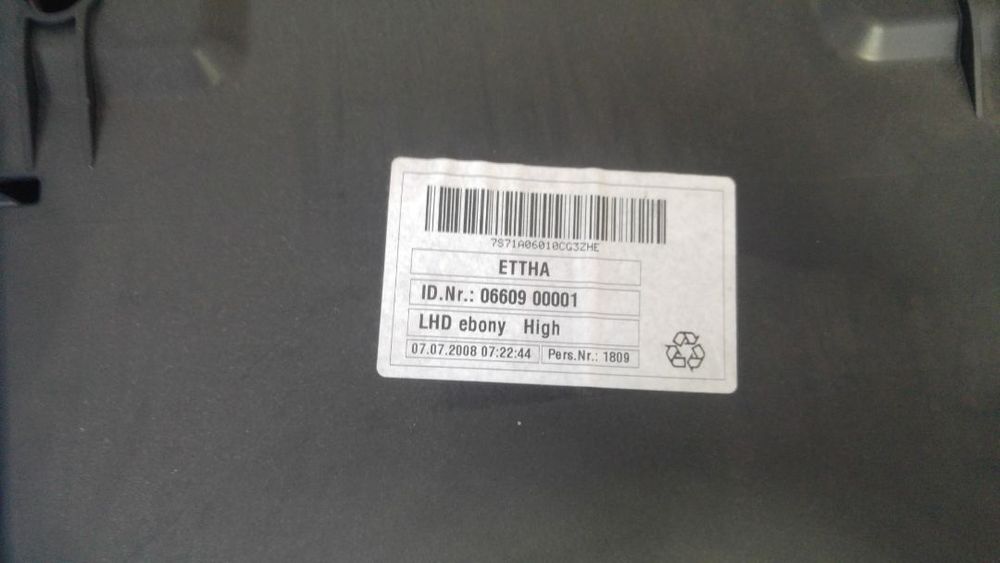 7S71A06010CG3ZHE
ETTHA
ID.Nr.: 06609 00001
LHD ebony High
07.07.2008 07:22:44 Pers.Nr.: 1809